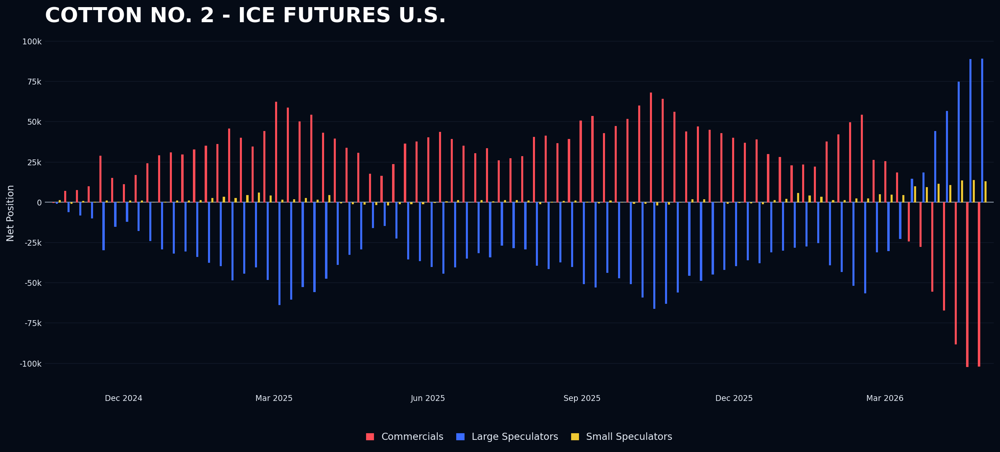 COTTON NO. 2 - ICE FUTURES U.S.
Net Position
100k
75k
50k
25k
0
-25k
-50k
-75k
-100k
Dec 2024 Mar 2025 Jun 2025 Sep 2025 Dec 2025 Mar 2026
Commercials Large Speculators Small Speculators